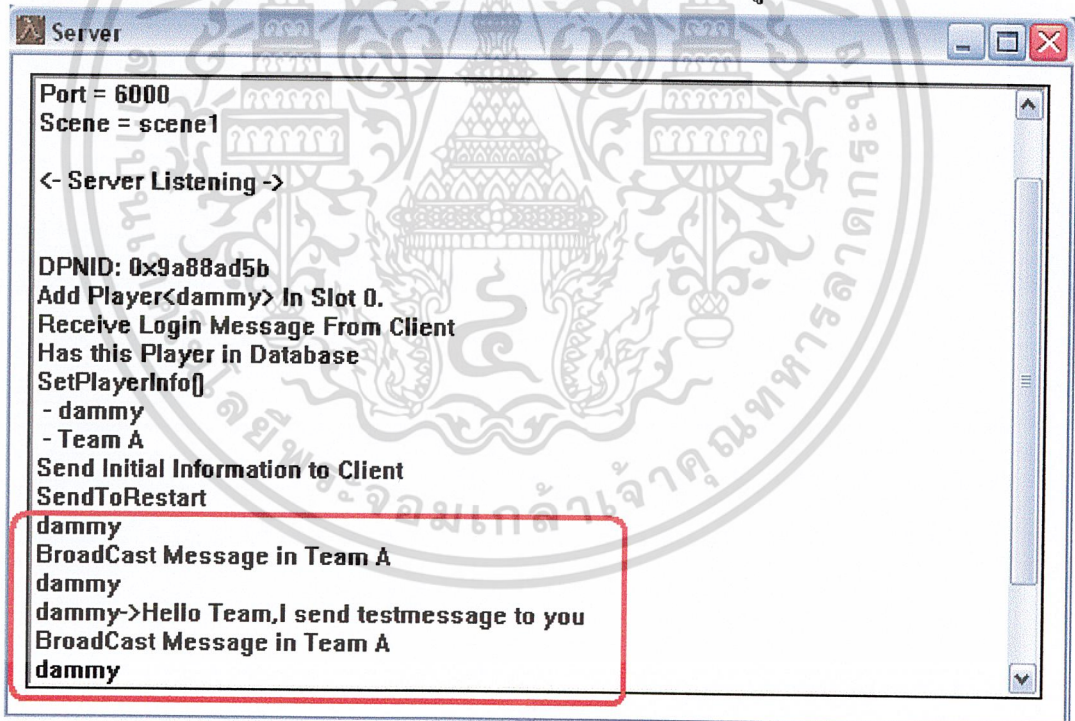 Server
Port = 6000
Scene = scene1
<- Server Listening ->
DPNID: 0x9a88ad5b
Add Player<dammy> In Slot 0.
Receive Login Message From Client
Has this Player in Database
SetPlayerInfo[]
- dammy
- Team A
Send Initial Information to Client
SendToRestart
dammy
BroadCast Message in Team A
dammy
dammy->Hello Team,I send testmessage to you
BroadCast Message in Team A
dammy